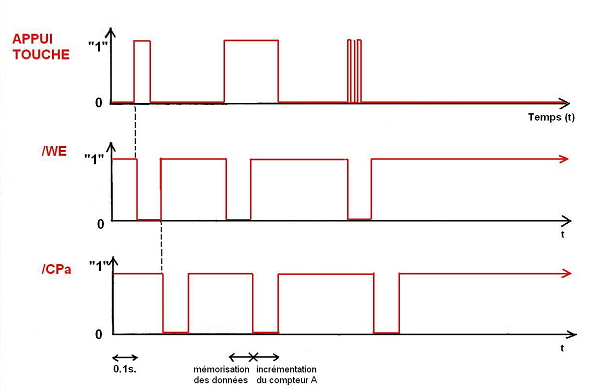 APPUI
TOUCHE
"1"
0
Temps (t)
/WE
"1"
0
t
/CPa
"1"
0
t
0.1s.
mémorisation
des données
incrémentation
du compteur A